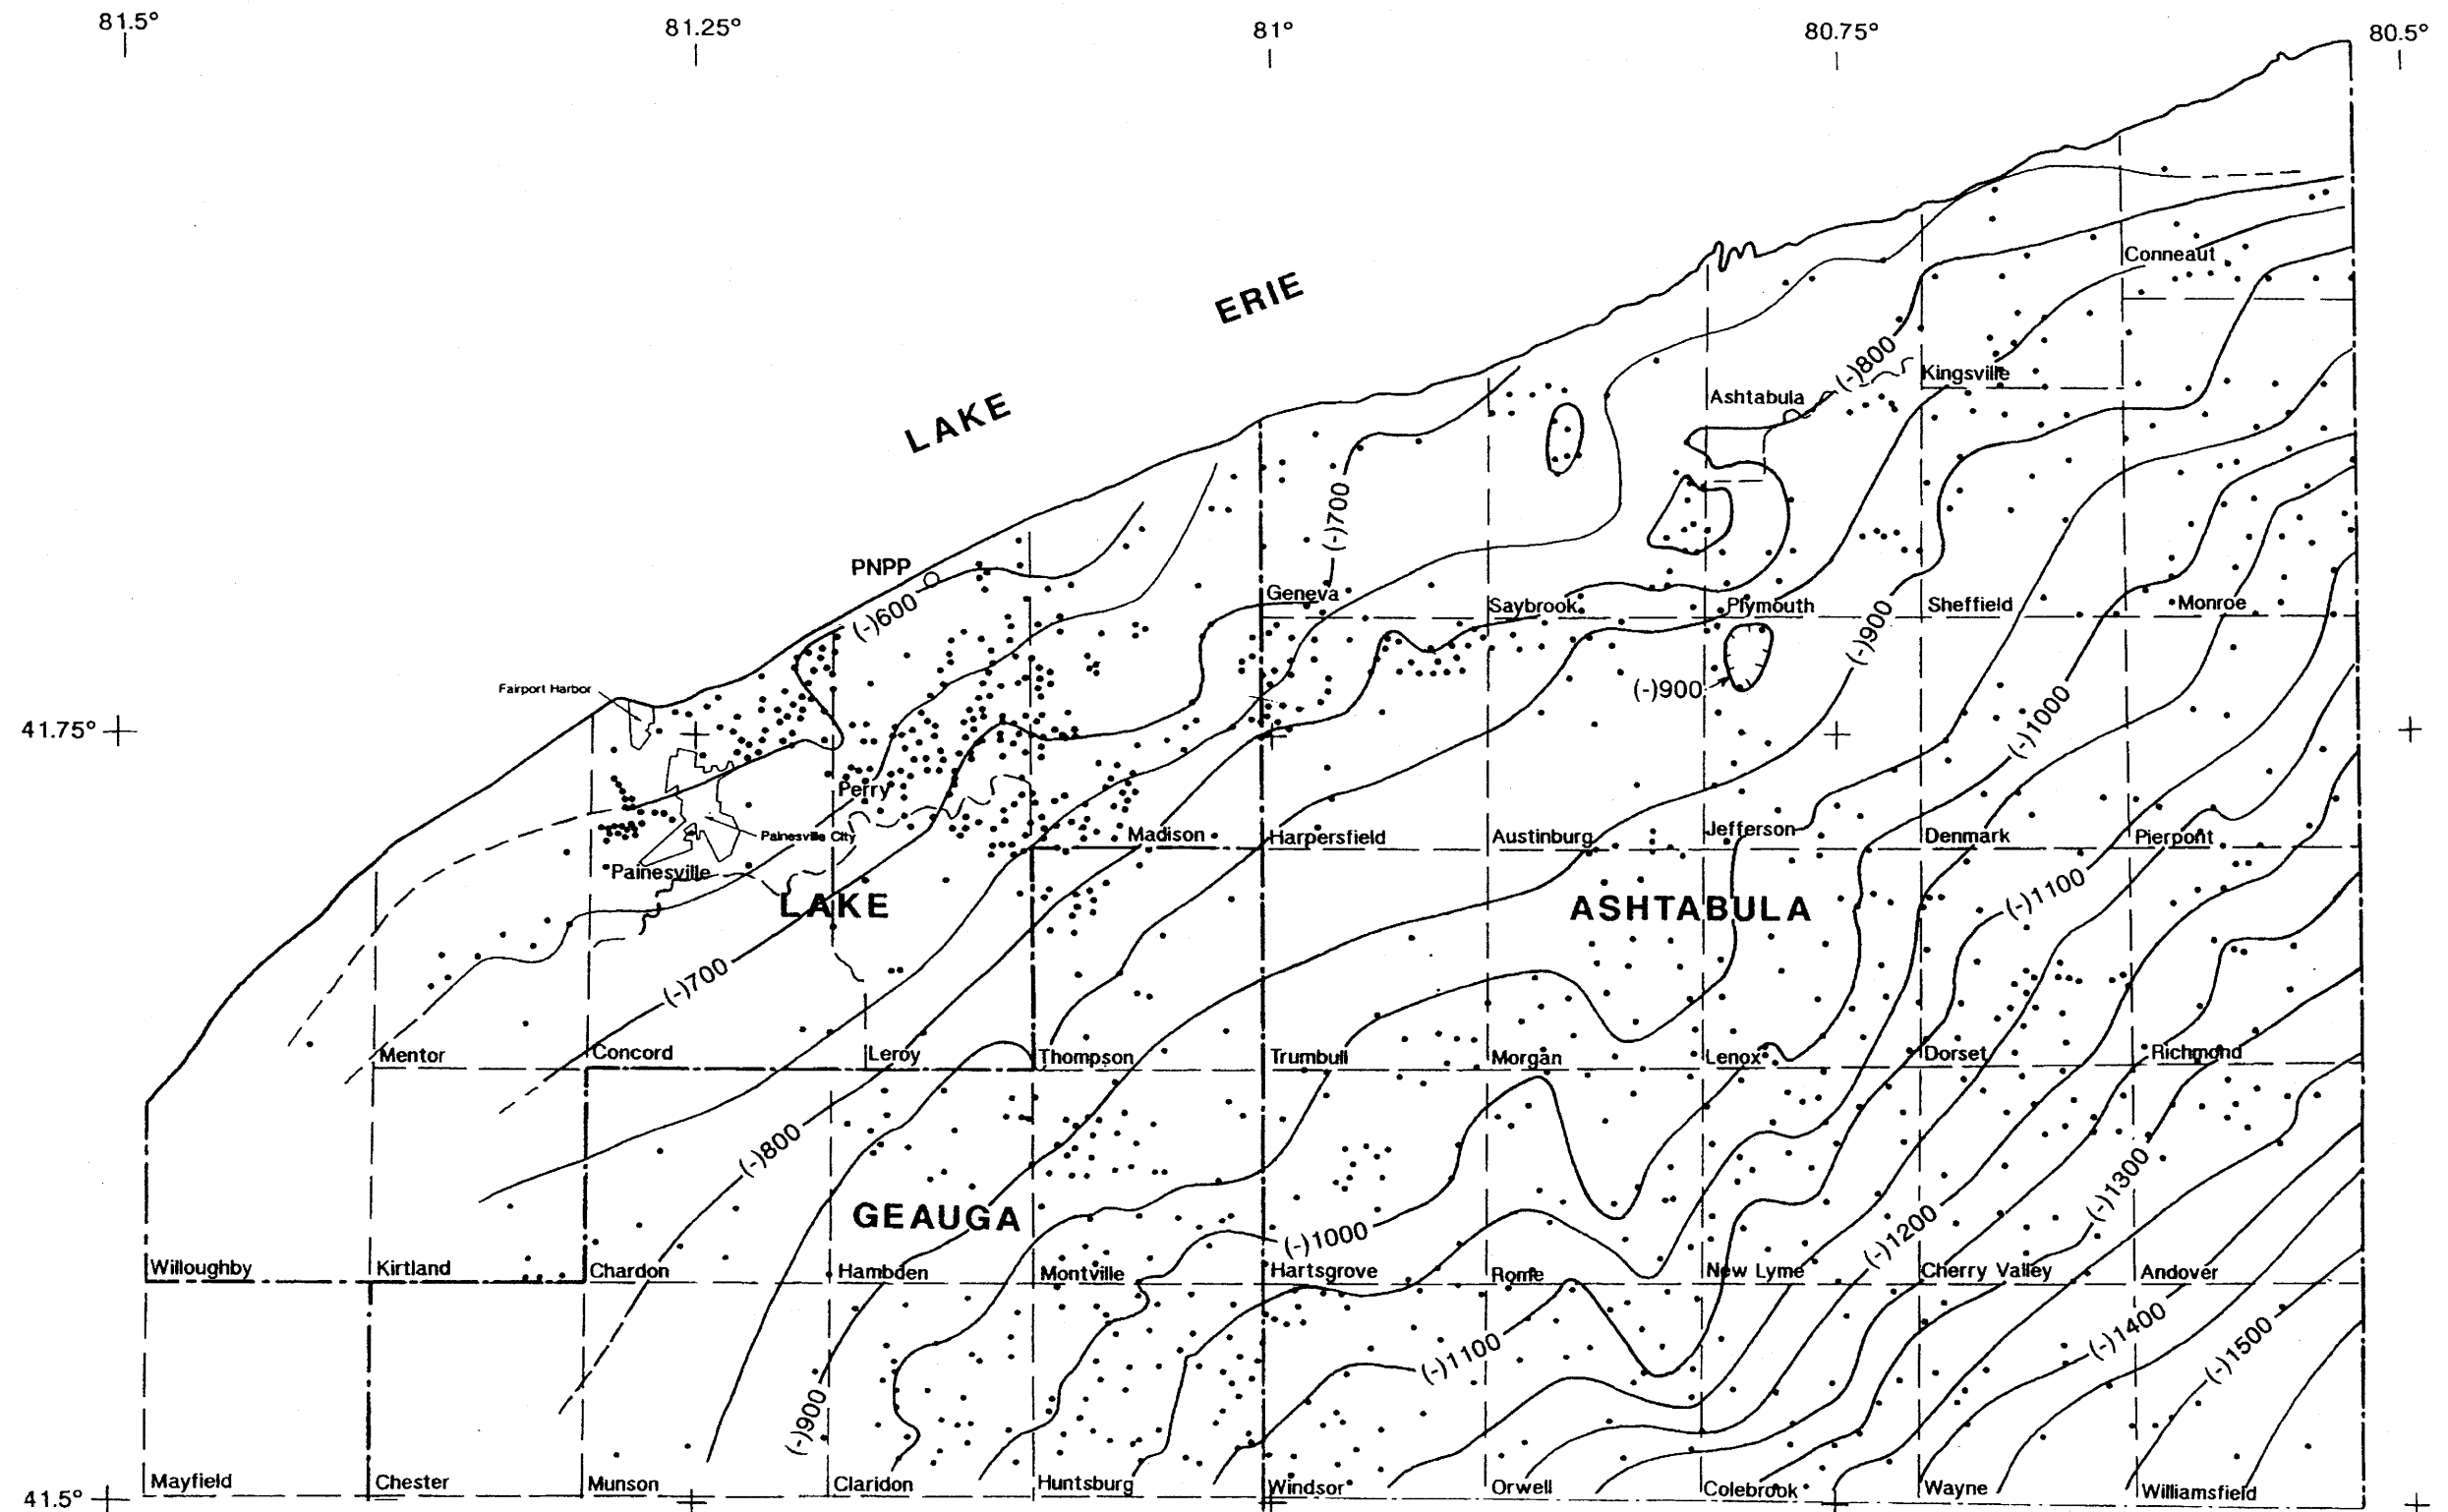 81.5°
81.25°
81°
80.75°
80.5°
Conneaut
LAKE ERIE
(-)800
Kingsville
Ashtabula
(-)700
PNPP
(-)600
Geneva
Saybrook
Plymouth
Sheffield
Monroe
(-)900
Fairport Harbor
(-)900
(-)1000
41.75°
Perry
Painesville City
Madison
Harpersfield
Austinburg
Jefferson
Denmark
Pierpont
Painesville
LAKE
ASHTABULA
(-)1100
(-)700
Mentor
Concord
Leroy
Thompson
Trumbull
Morgan
Lenox
Dorset
Richmond
(-)800
(-)1300
GEAUGA
(-)1000
(-)1200
Willoughby
Kirtland
Chardon
Hambden
Montville
Hartsgrove
Rome
New Lyme
Cherry Valley
Andover
(-)1400
(-)1500
(-)1100
(-)900
41.5°
Mayfield
Chester
Munson
Claridon
Huntsburg
Windsor
Orwell
Colebrook
Wayne
Williamsfield